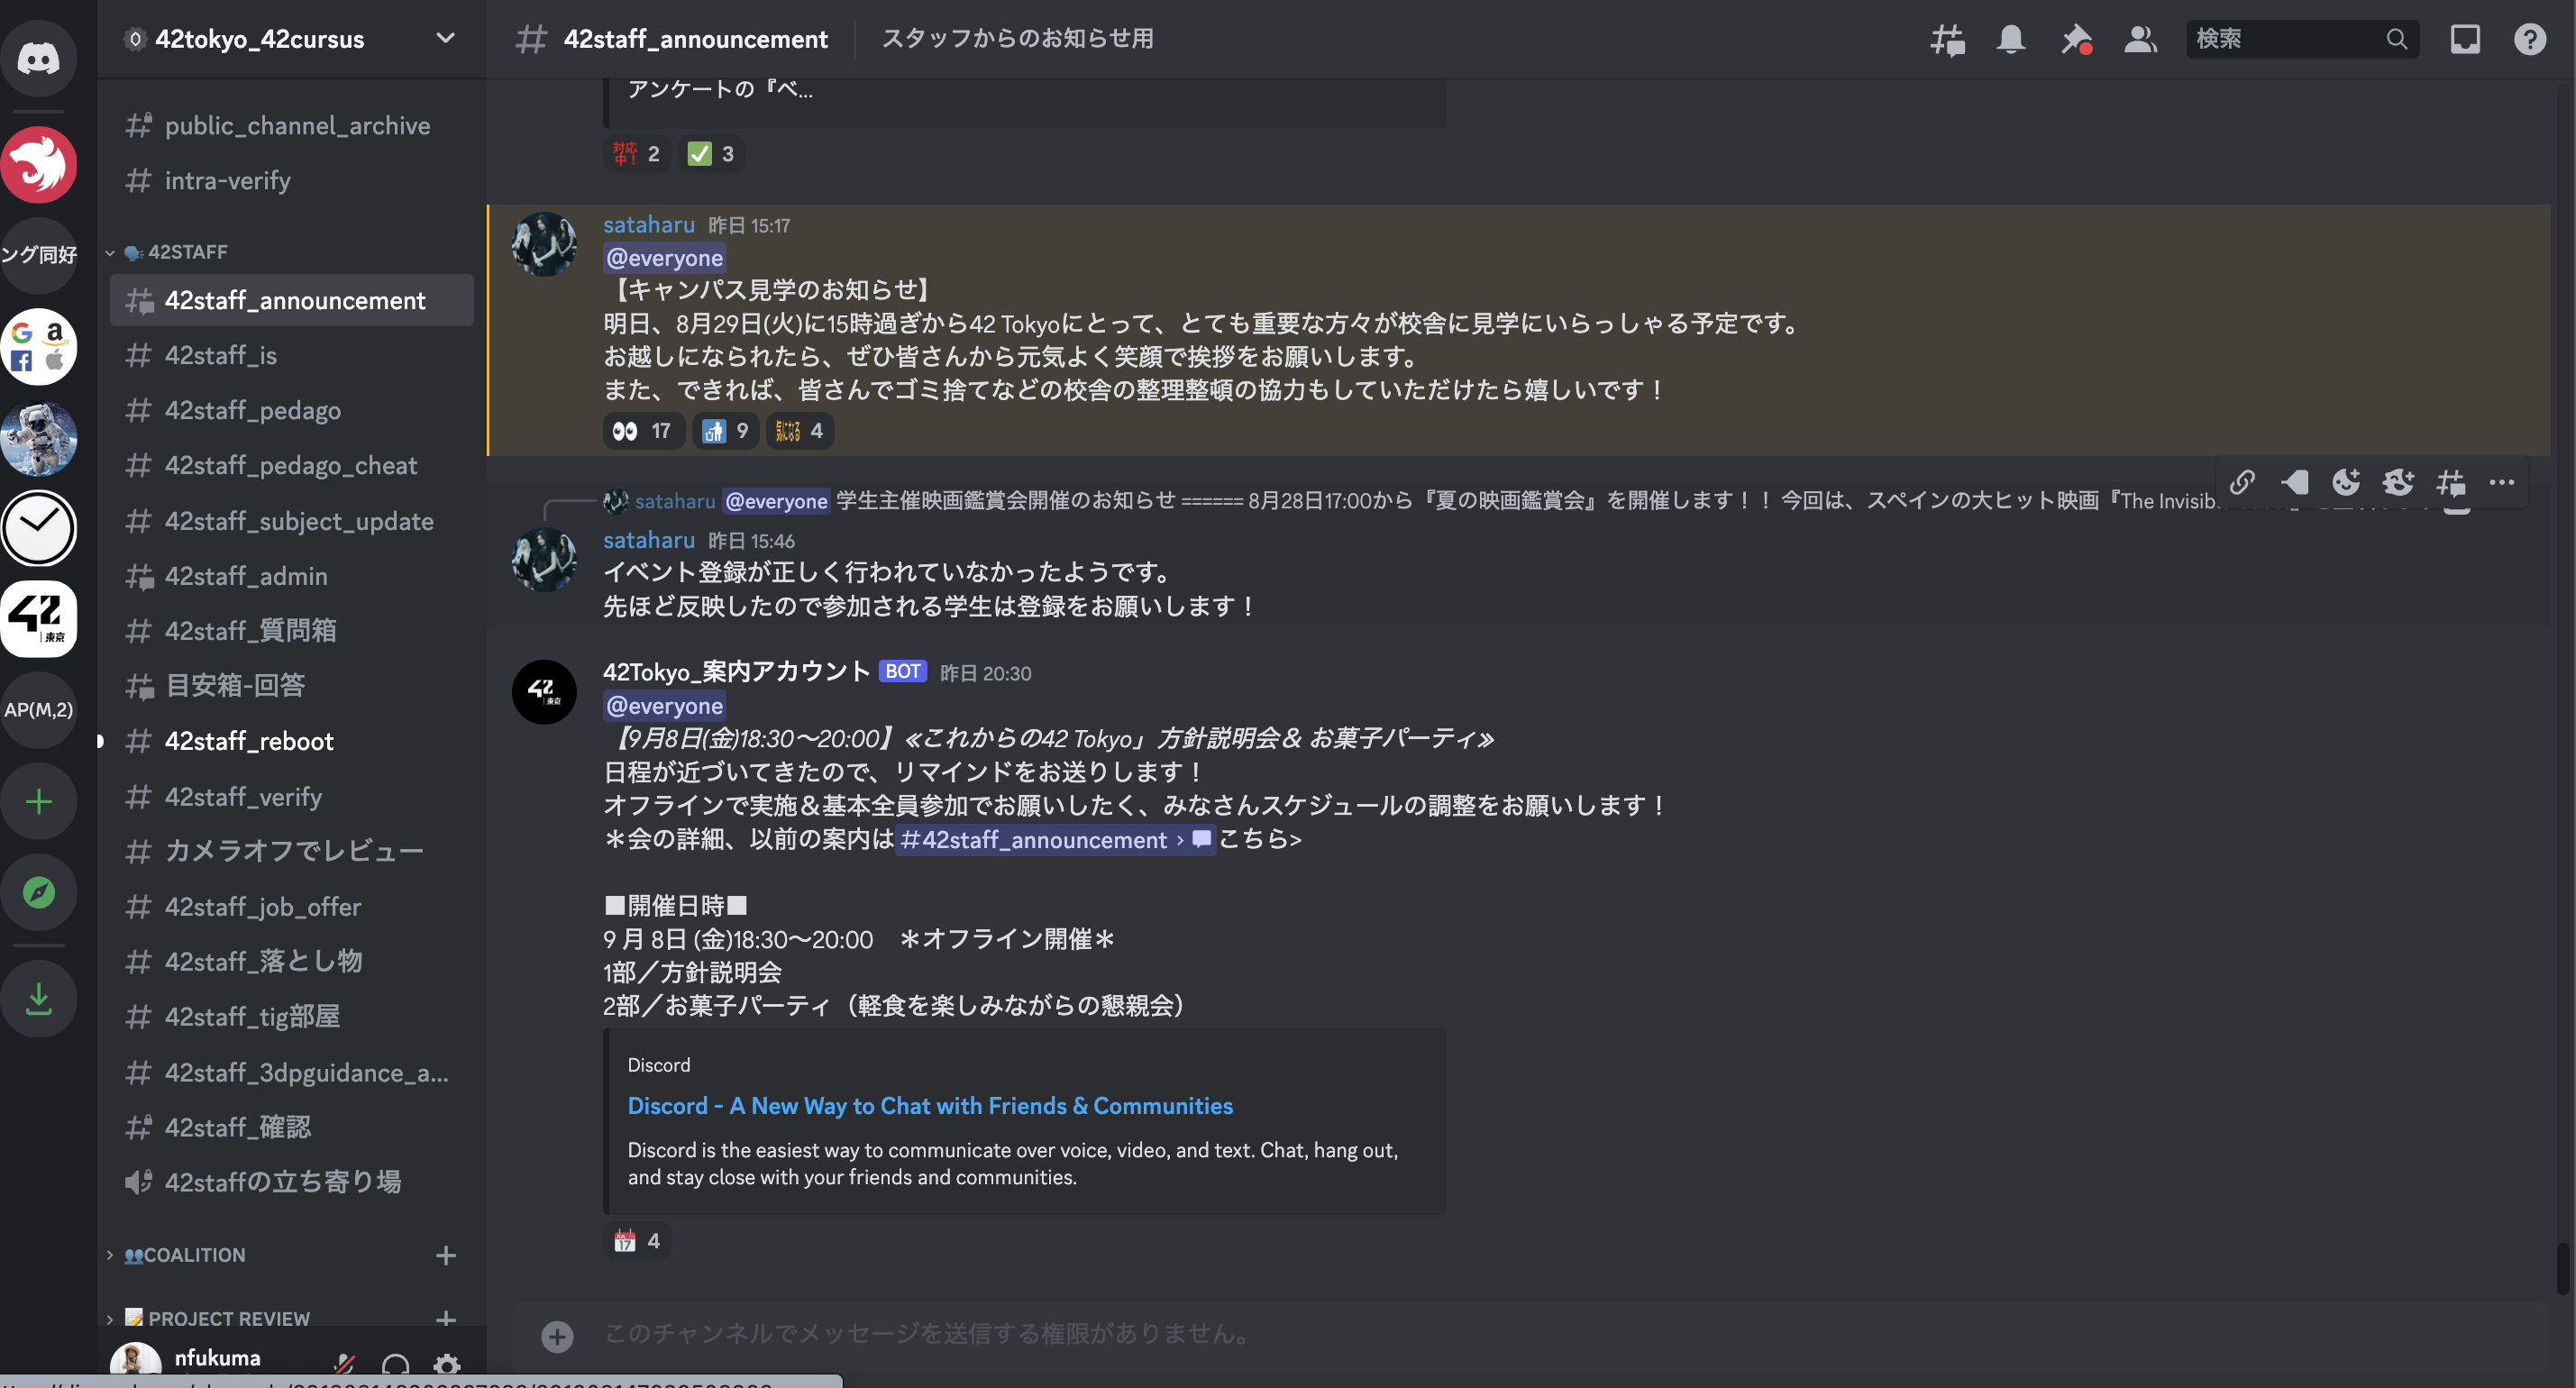 42tokyo_42cursus
public_channel_archive
intra-verify
42STAFF
42staff_announcement
42staff_is
42staff_pedago
42staff_pedago_cheat
42staff_subject_update
42staff_admin
42staff_質問箱
目安箱-回答
42staff_reboot
42staff_verify
カメラオフでレビュー
42staff_job_offer
42staff_落とし物
42staff_tig部屋
42staff_3dpguidance_a...
42staff_確認
42staffの立ち寄り場
COALITION
PROJECT REVIEW
nfukuma
ング同好
42
東京
AP(M,2)
42staff_announcement
スタッフからのお知らせ用
検索
アンケートの『べ...
対応中! 2
3
sataharu 昨日 15:17
@everyone
【キャンパス見学のお知らせ】
明日、8月29日(火)に15時過ぎから42 Tokyoにとって、とても重要な方々が校舎に見学にいらっしゃる予定です。
お越しになられたら、ぜひ皆さんから元気よく笑顔で挨拶をお願いします。
また、できれば、皆さんでゴミ捨てなどの校舎の整理整頓の協力もしていただけたら嬉しいです！
17
9
気になる 4
sataharu @everyone 学生主催映画鑑賞会開催のお知らせ ====== 8月28日17:00から『夏の映画鑑賞会』を開催します！！ 今回は、スペインの大ヒット映画『The Invisib
sataharu 昨日 15:46
イベント登録が正しく行われていなかったようです。
先ほど反映したので参加される学生は登録をお願いします！
42Tokyo_案内アカウント BOT 昨日 20:30
@everyone
【9月8日(金)18:30〜20:00】≪これからの42 Tokyo」方針説明会＆ お菓子パーティ≫
日程が近づいてきたので、リマインドをお送りします！
オフラインで実施＆基本全員参加でお願いしたく、みなさんスケジュールの調整をお願いします！
＊会の詳細、以前の案内は #42staff_announcement › こちら>
■開催日時■
9 月 8日 (金)18:30〜20:00　＊オフライン開催＊
1部／方針説明会
2部／お菓子パーティ（軽食を楽しみながらの懇親会）
Discord
Discord - A New Way to Chat with Friends & Communities
Discord is the easiest way to communicate over voice, video, and text. Chat, hang out,
and stay close with your friends and communities.
4
このチャンネルでメッセージを送信する権限がありません。